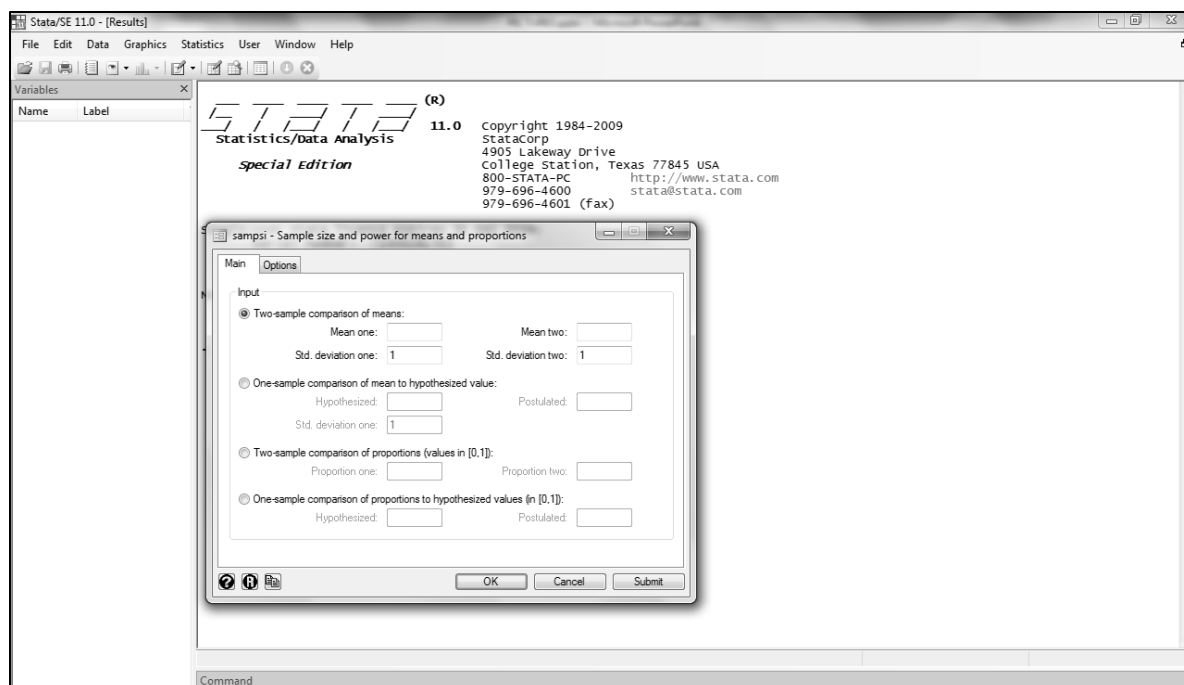 Stata/SE 11.0 - [Results]
File Edit Data Graphics Statistics User Window Help
Variables
Name Label
(R)
STATA 11.0 Copyright 1984-2009
Statistics/Data Analysis StataCorp
4905 Lakeway Drive
Special Edition College Station, Texas 77845 USA
800-STATA-PC http://www.stata.com
979-696-4600 stata@stata.com
979-696-4601 (fax)
sampsi - Sample size and power for means and proportions
Main Options
Input
Two-sample comparison of means:
Mean one: Mean two:
Std. deviation one: 1 Std. deviation two: 1
One-sample comparison of mean to hypothesized value:
Hypothesized: Postulated:
Std. deviation one: 1
Two-sample comparison of proportions (values in [0,1]):
Proportion one: Proportion two:
One-sample comparison of proportions to hypothesized values (in [0,1]):
Hypothesized: Postulated:
OK Cancel Submit
Command